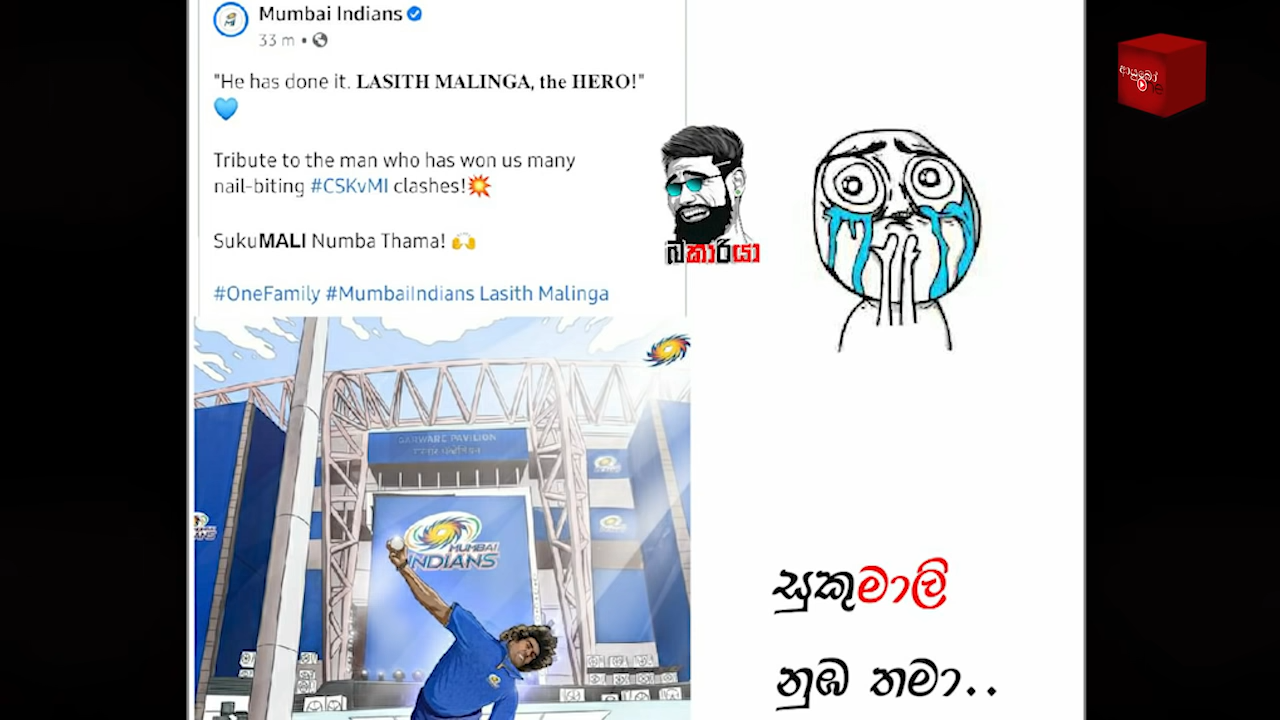 Mumbai Indians
33 m •
"He has done it. LASITH MALINGA, the HERO!"
Tribute to the man who has won us many
nail-biting #CSKvMI clashes!
SukuMALI Numba Thama!
#OneFamily #MumbaiIndians Lasith Malinga
බකාරියා
GARWARE PAVILION
MUMBAI
INDIANS
සුකුමාලි
නුඹ තමා..